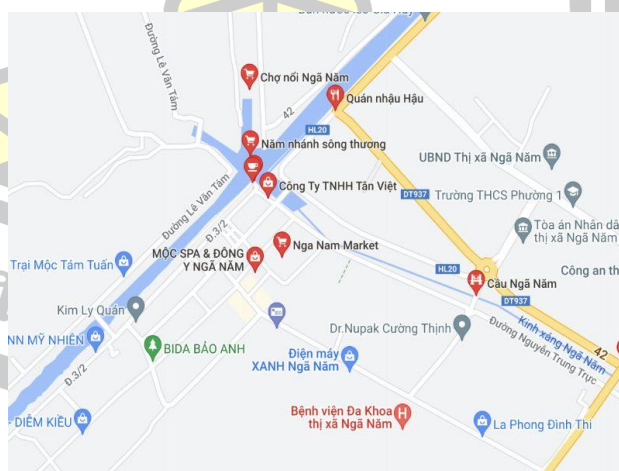 Đường Lê Văn Tám
Chợ nổi Ngã Năm
42
Quán nhậu Hậu
HL20
Năm nhánh sông thương
UBND Thị xã Ngã Năm
Đường Lê Văn Tám
Công Ty TNHH Tân Việt
DT937
Trường THCS Phường 1
Đ.3/2
Tòa án Nhân dâ
thị xã Ngã Năm
Nga Nam Market
MỘC SPA & ĐÔNG
Y NGÃ NĂM
Trại Mộc Tám Tuấn
HL20
Công an th
Cầu Ngã Năm
DT937
Kim Ly Quán
Kinh xáng Ngã Năm
Đường Nguyễn Trung Trực
42
Dr.Nupak Cường Thịnh
NN MỸ NHIÊN
BIDA BẢO ANH
Điện máy
XANH Ngã Năm
Đ.3/2
Bệnh viện Đa Khoa
thị xã Ngã Năm
DIỄM KIỀU
La Phong Đình Thi